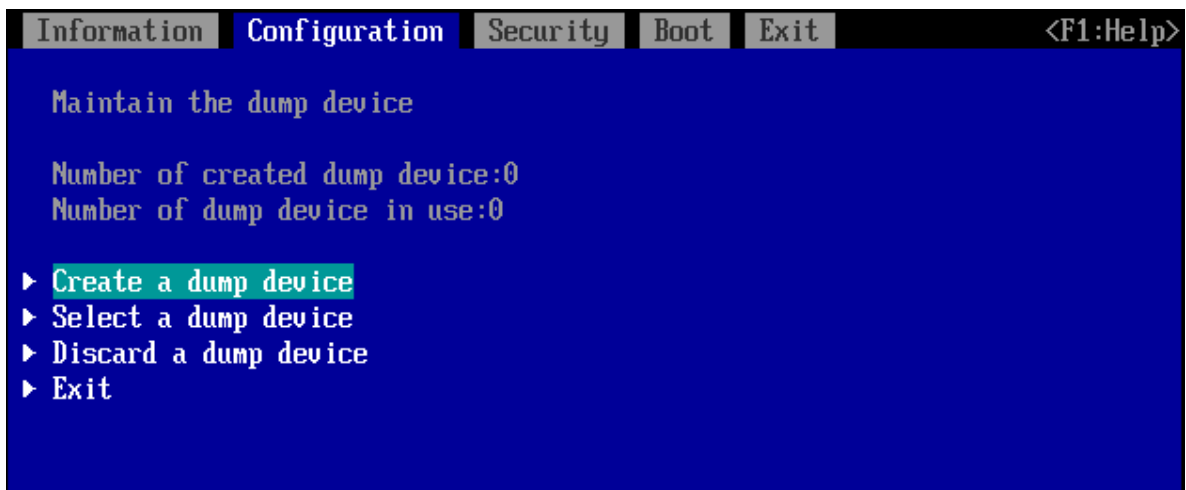 Information Configuration Security Boot Exit <F1:Help>
Maintain the dump device
Number of created dump device:0
Number of dump device in use:0
Create a dump device
Select a dump device
Discard a dump device
Exit